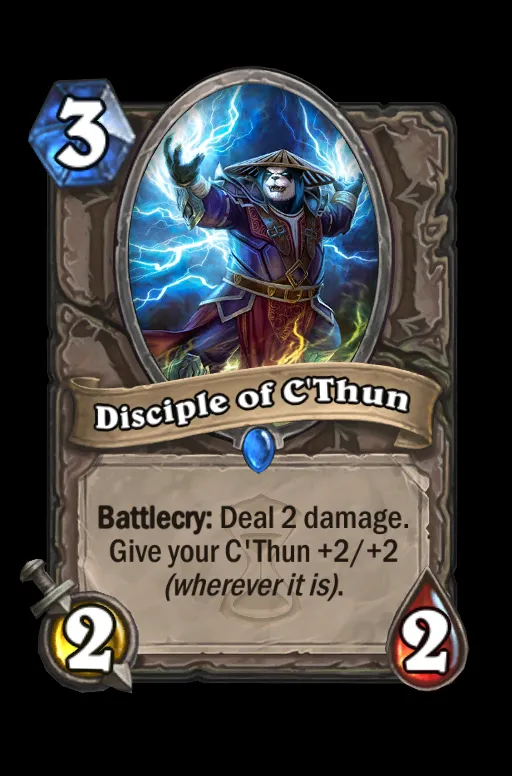 3
Disciple of C'Thun
Battlecry: Deal 2 damage.
Give your C'Thun +2/+2
(wherever it is).
2
2